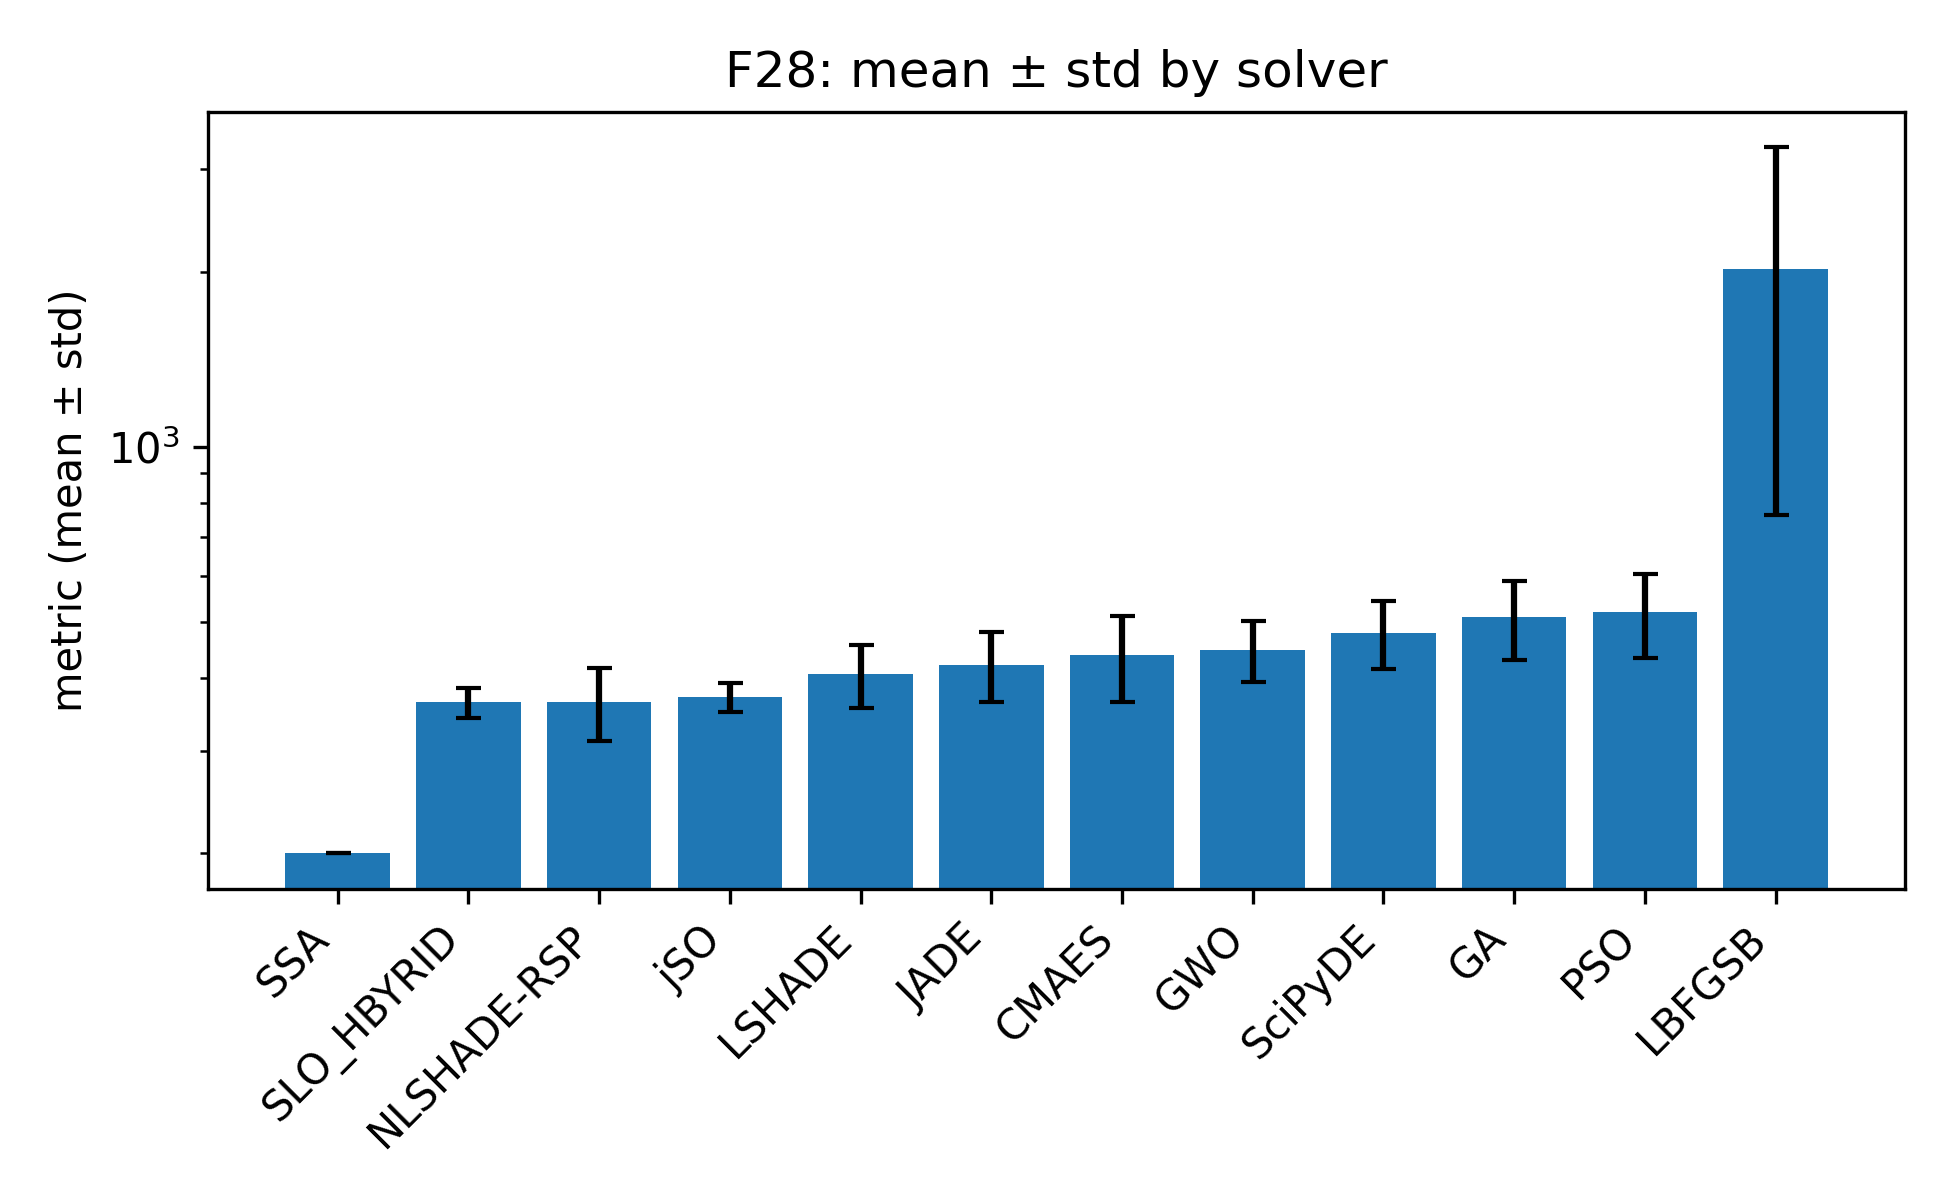 F28: mean ± std by solver
metric (mean ± std)
10³
SSA
SLO_HBYRID
NLSHADE-RSP
jSO
LSHADE
JADE
CMAES
GWO
SciPyDE
GA
PSO
LBFGSB